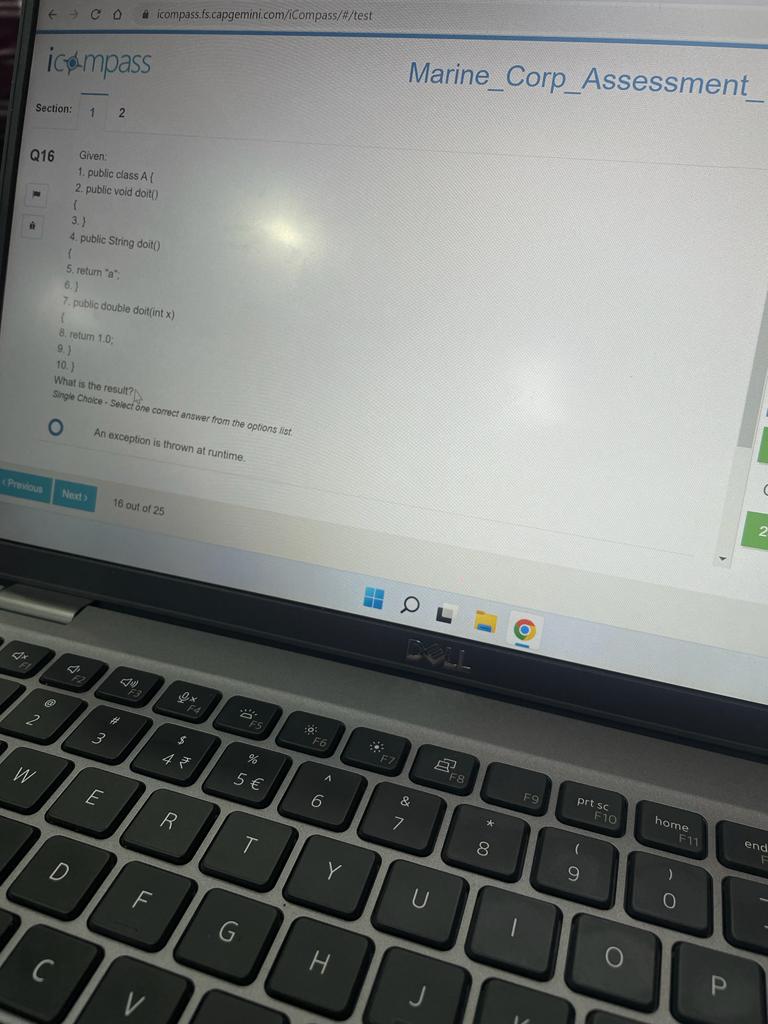 icompass.fs.capgemini.com/iCompass/#/test
icompass
Marine_Corp_Assessment_
Section: 1 2
Q16
Given:
1. public class A {
2. public void doit()
{
3. }
4. public String doit()
{
5. return "a";
6. }
7. public double doit(int x)
{
8. return 1.0;
9. }
10. }
What is the result?
Single Choice - Select one correct answer from the options list.
An exception is thrown at runtime.
< Previous Next > 16 out of 25
2
DELL
F1 F2 F3 F4 F5 F6 F7 F8 F9 prt sc F10 home F11 end
@ 2 # 3 $ 4 ₹ % 5 € ^ 6 & 7 * 8 ( 9 ) 0
W E R T Y U I O P
D F G H J
C V